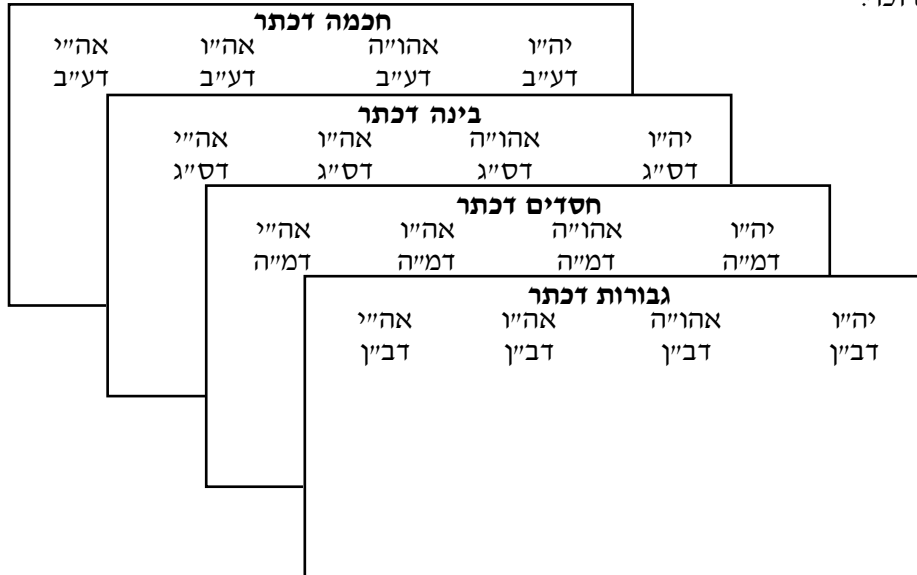 חכמה דכתר
יה״ו אהו״ה אה״ו אה״י
דע״ב דע״ב דע״ב דע״ב
בינה דכתר
יה״ו אהו״ה אה״ו אה״י
דס״ג דס״ג דס״ג דס״ג
חסדים דכתר
יה״ו אהו״ה אה״ו אה״י
דמ״ה דמ״ה דמ״ה דמ״ה
גבורות דכתר
יה״ו אהו״ה אה״ו אה״י
דב״ן דב״ן דב״ן דב״ן